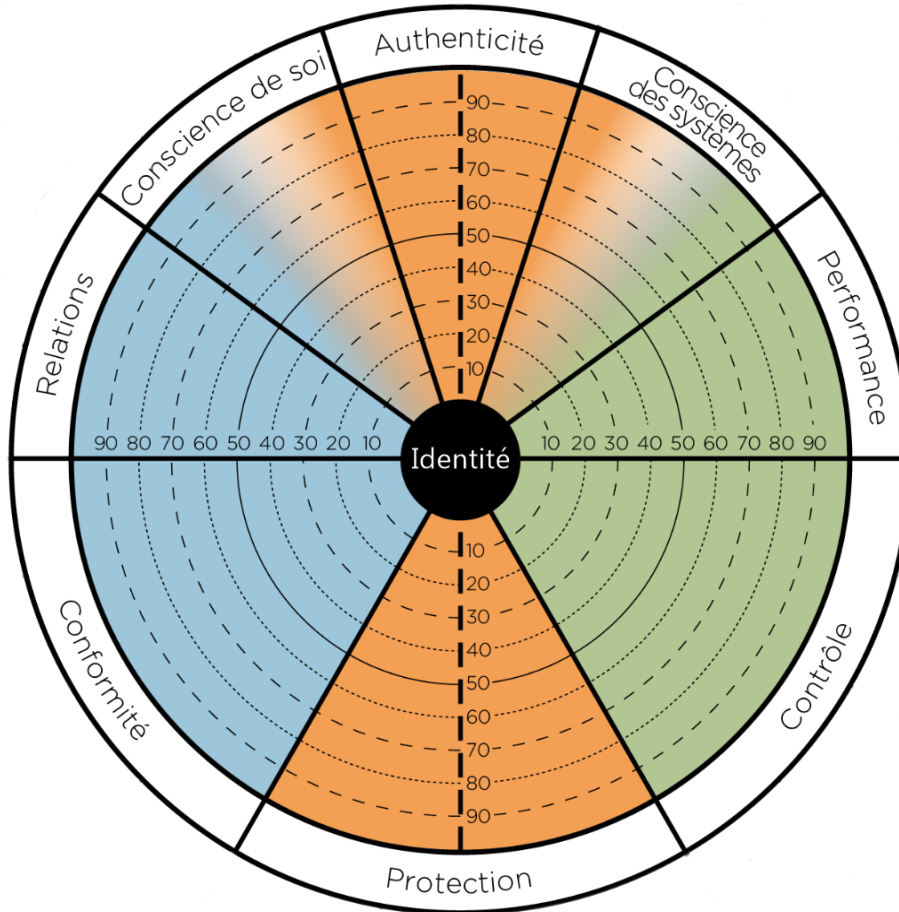 Authenticité
Conscience de soi
Conscience
des systèmes
Relations
Performance
90
80
70
60
50
40
30
20
10
90 80 70 60 50 40 30 20 10
Identité
10 20 30 40 50 60 70 80 90
10
20
30
40
50
60
70
80
90
Conformité
Contrôle
Protection